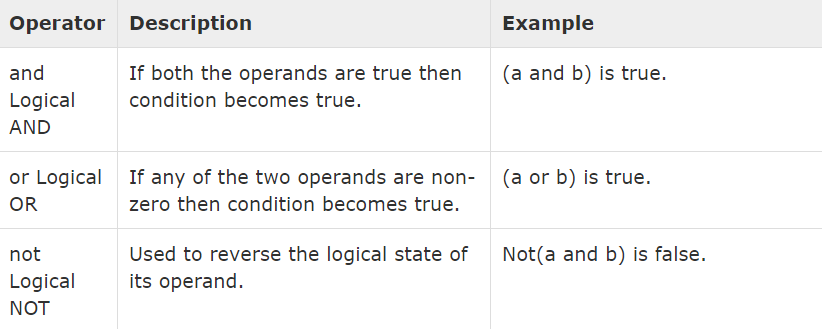 Operator Description Example
and If both the operands are true then (a and b) is true.
Logical condition becomes true.
AND
or Logical If any of the two operands are non- (a or b) is true.
OR zero then condition becomes true.
not Used to reverse the logical state of Not(a and b) is false.
Logical its operand.
NOT